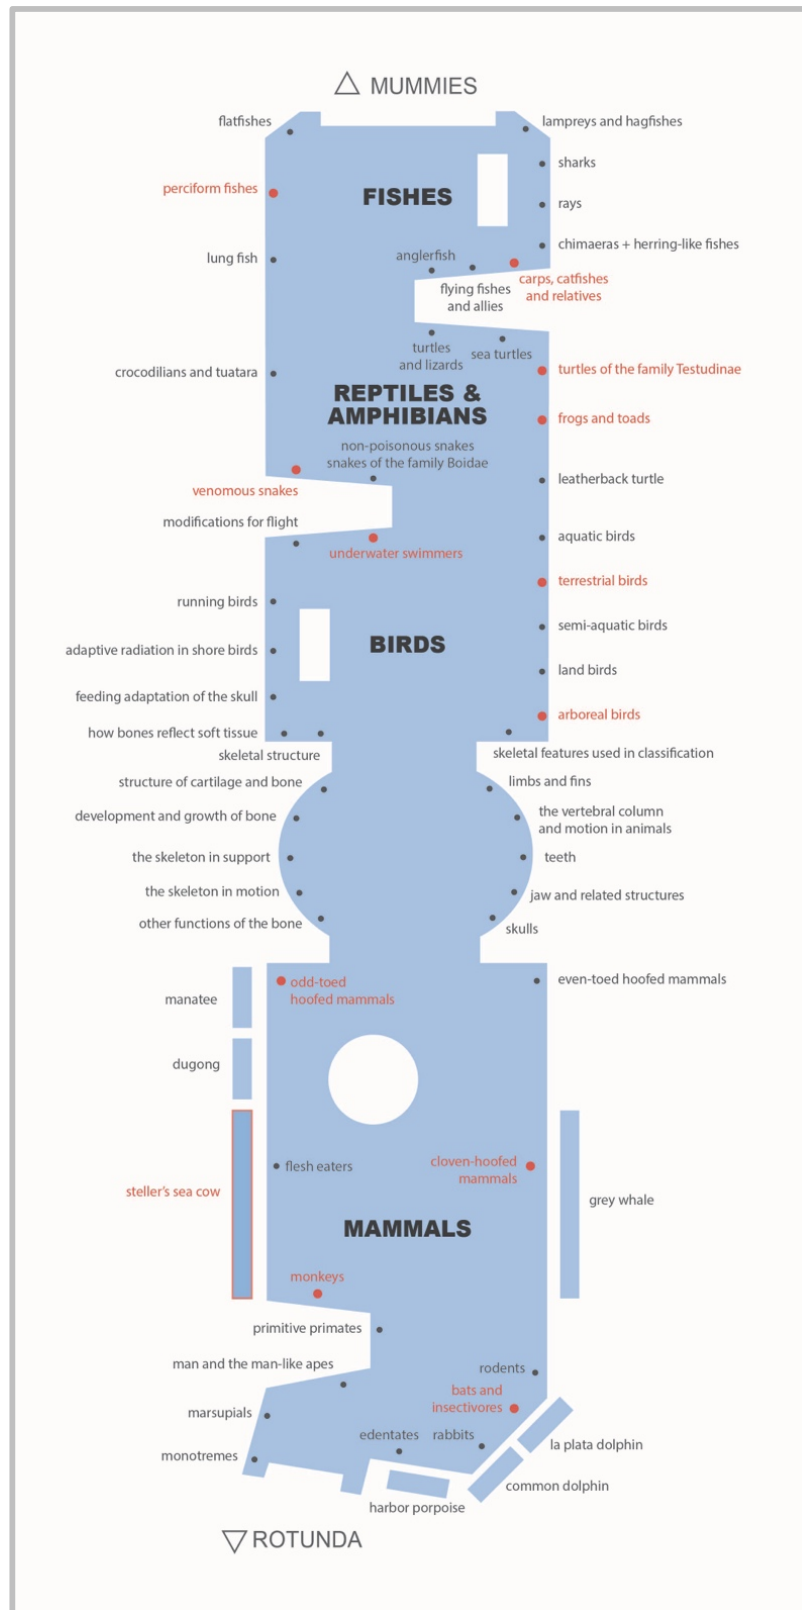 MUMMIES
flatfishes
lampreys and hagfishes
sharks
perciform fishes
FISHES
rays
chimaeras + herring-like fishes
lung fish
anglerfish
carps, catfishes
and relatives
flying fishes
and allies
turtles
and lizards
sea turtles
crocodilians and tuatara
turtles of the family Testudinae
REPTILES &
AMPHIBIANS
frogs and toads
non-poisonous snakes
snakes of the family Boidae
leatherback turtle
venomous snakes
modifications for flight
aquatic birds
underwater swimmers
terrestrial birds
running birds
semi-aquatic birds
BIRDS
adaptive radiation in shore birds
land birds
feeding adaptation of the skull
arboreal birds
how bones reflect soft tissue
skeletal structure
skeletal features used in classification
structure of cartilage and bone
limbs and fins
development and growth of bone
the vertebral column
and motion in animals
the skeleton in support
teeth
the skeleton in motion
jaw and related structures
other functions of the bone
skulls
odd-toed
hoofed mammals
even-toed hoofed mammals
manatee
dugong
flesh eaters
cloven-hoofed
mammals
steller's sea cow
grey whale
MAMMALS
monkeys
primitive primates
man and the man-like apes
rodents
bats and
insectivores
marsupials
edentates
rabbits
la plata dolphin
monotremes
common dolphin
harbor porpoise
ROTUNDA